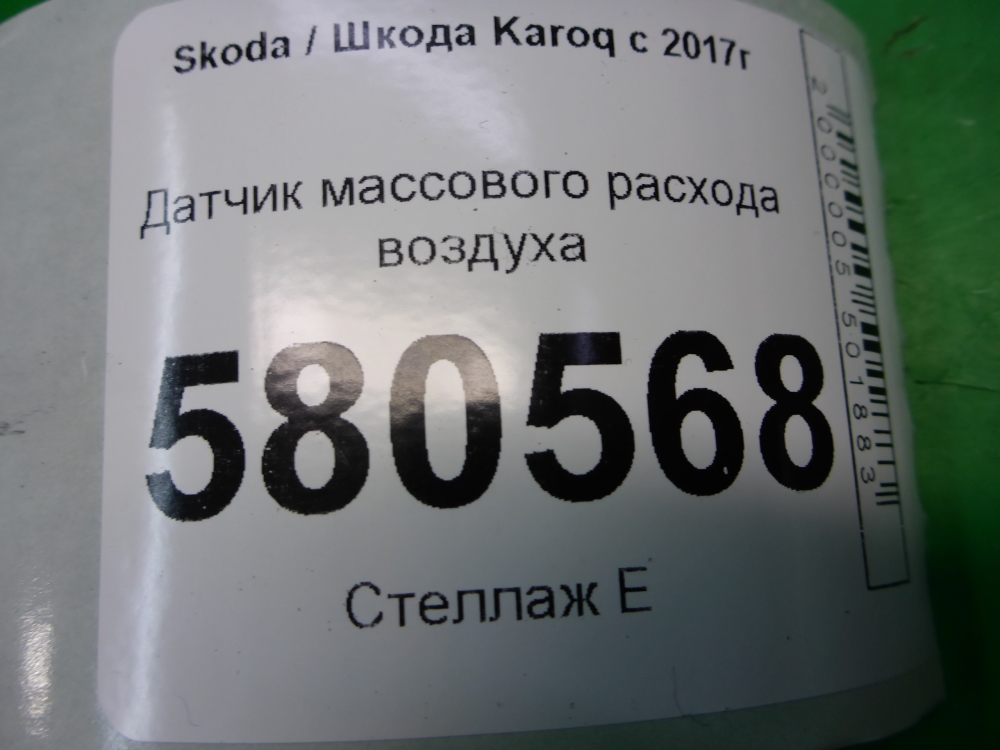 Skoda / Шкода Karoq с 2017г
Датчик массового расхода
воздуха
580568
Стеллаж Е
2000005501883